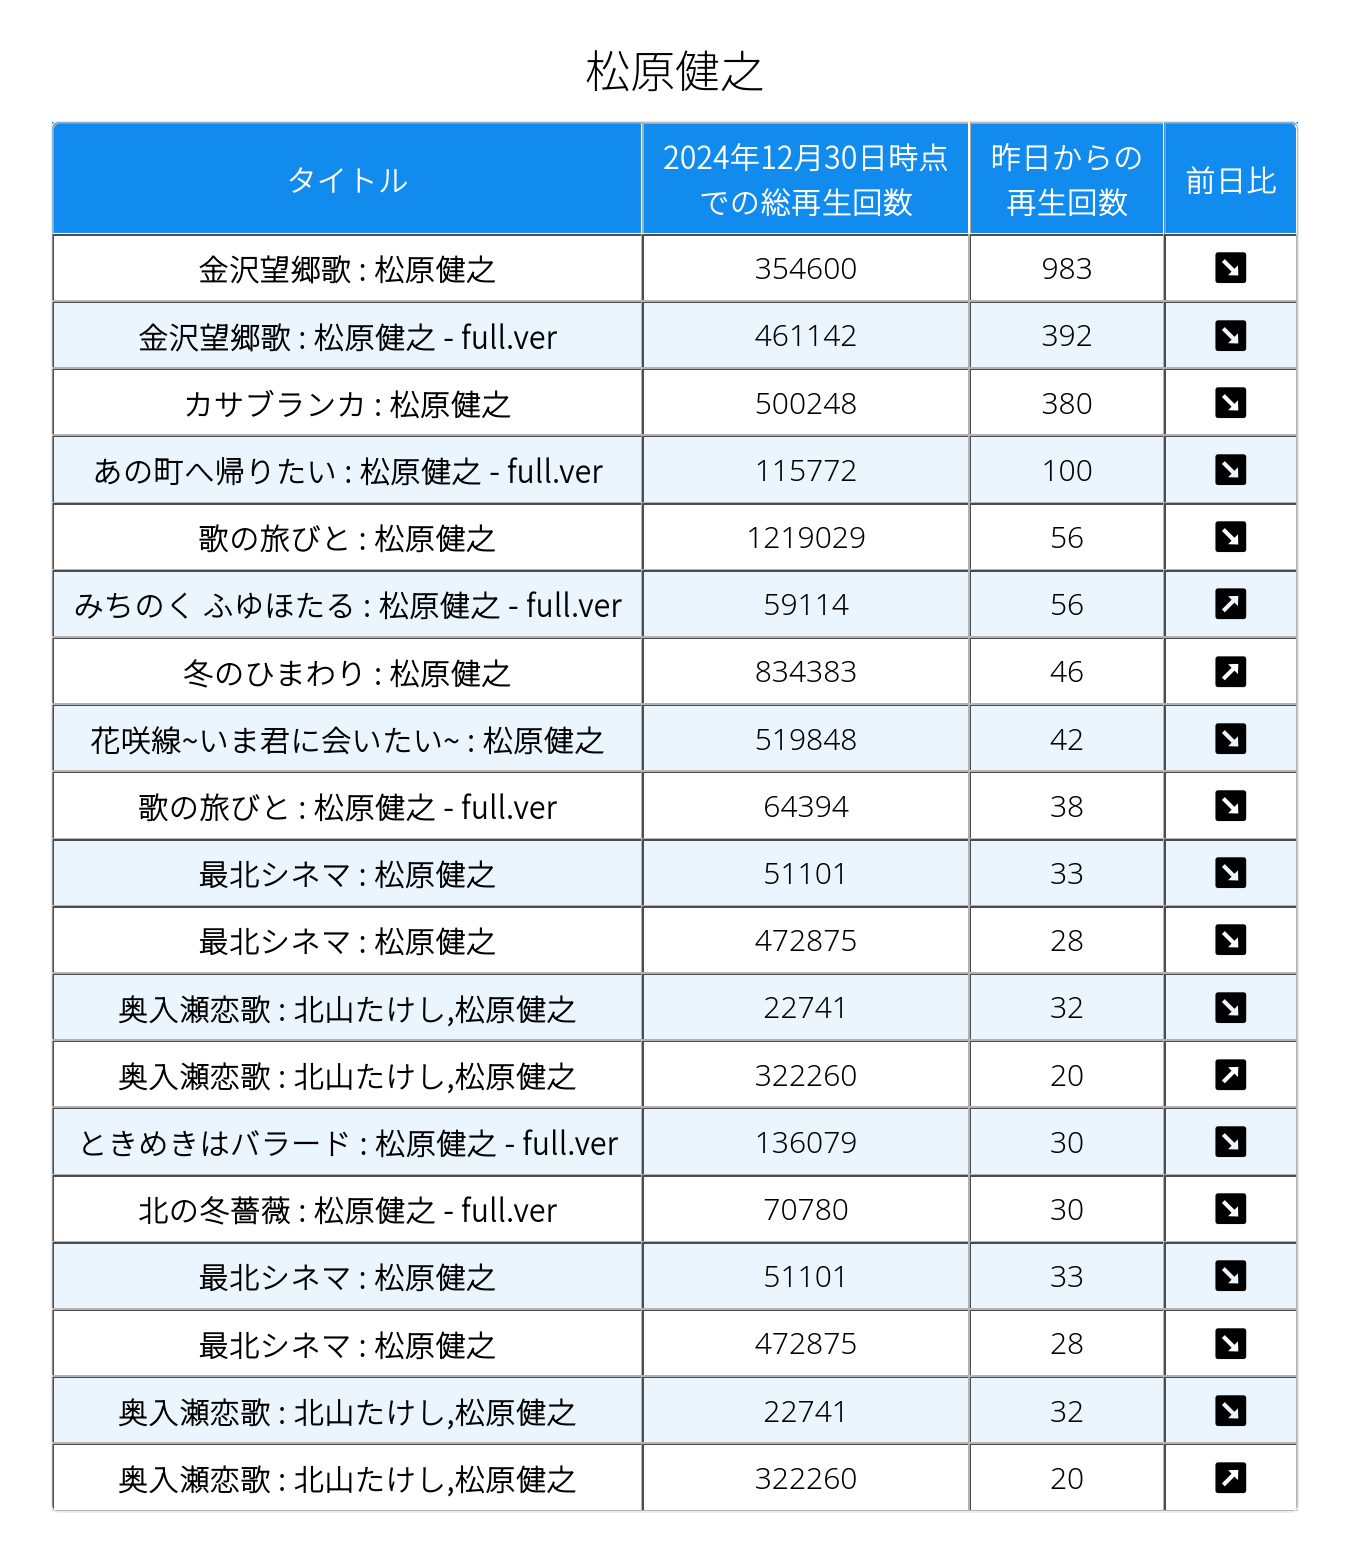 松原健之
タイトル
2024年12月30日時点
での総再生回数
昨日からの
再生回数
前日比
金沢望郷歌 : 松原健之 354600 983
金沢望郷歌 : 松原健之 - full.ver 461142 392
カサブランカ : 松原健之 500248 380
あの町へ帰りたい : 松原健之 - full.ver 115772 100
歌の旅びと : 松原健之 1219029 56
みちのく ふゆほたる : 松原健之 - full.ver 59114 56
冬のひまわり : 松原健之 834383 46
花咲線~いま君に会いたい~ : 松原健之 519848 42
歌の旅びと : 松原健之 - full.ver 64394 38
最北シネマ : 松原健之 51101 33
最北シネマ : 松原健之 472875 28
奥入瀬恋歌 : 北山たけし,松原健之 22741 32
奥入瀬恋歌 : 北山たけし,松原健之 322260 20
ときめきはバラード : 松原健之 - full.ver 136079 30
北の冬薔薇 : 松原健之 - full.ver 70780 30
最北シネマ : 松原健之 51101 33
最北シネマ : 松原健之 472875 28
奥入瀬恋歌 : 北山たけし,松原健之 22741 32
奥入瀬恋歌 : 北山たけし,松原健之 322260 20